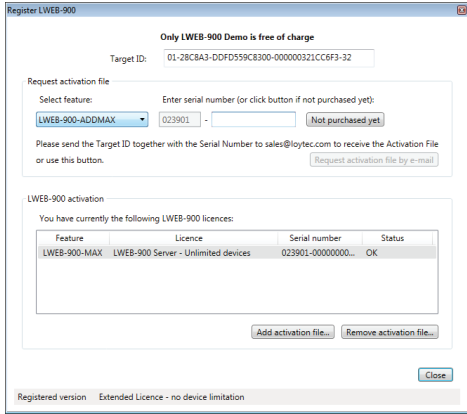 Register LWEB-900
Only LWEB-900 Demo is free of charge
Target ID: 01-28C8A3-DDFD559C8300-000000321CC6F3-32
Request activation file
Select feature: Enter serial number (or click button if not purchased yet):
LWEB-900-ADDMAX 023901 - Not purchased yet
Please send the Target ID together with the Serial Number to sales@loytec.com to receive the Activation File
or use this button. Request activation file by e-mail
LWEB-900 activation
You have currently the following LWEB-900 licences:
Feature Licence Serial number Status
LWEB-900-MAX LWEB-900 Server - Unlimited devices 023901-00000000... OK
Add activation file... Remove activation file...
Close
Registered version Extended Licence - no device limitation